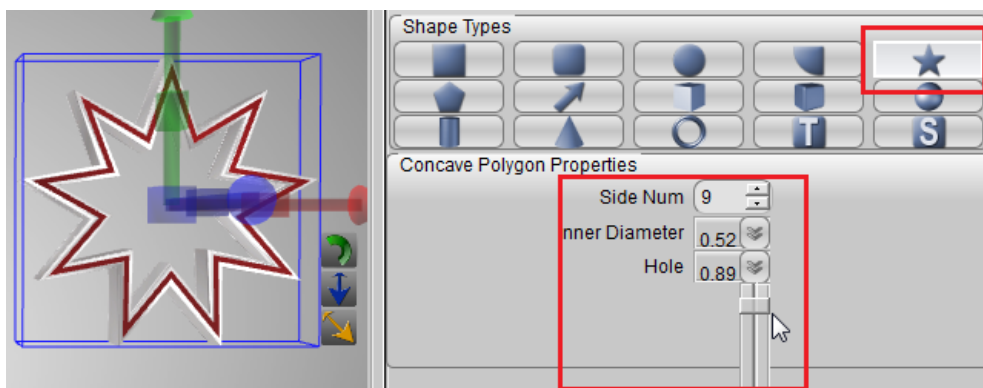 Shape Types
T
S
Concave Polygon Properties
Side Num 9
nner Diameter 0.52
Hole 0.89